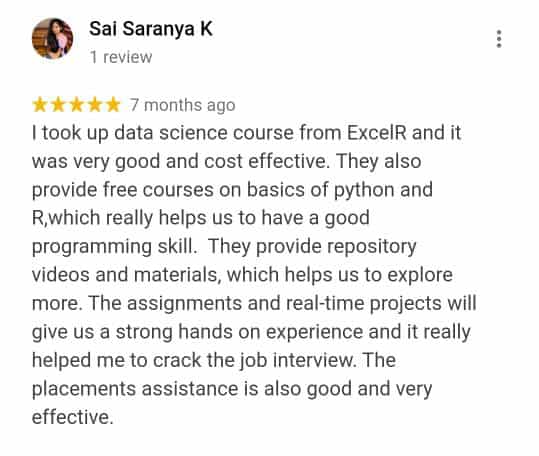 Sai Saranya K
1 review
7 months ago
I took up data science course from ExcelR and it
was very good and cost effective. They also
provide free courses on basics of python and
R,which really helps us to have a good
programming skill.  They provide repository
videos and materials, which helps us to explore
more. The assignments and real-time projects will
give us a strong hands on experience and it really
helped me to crack the job interview. The
placements assistance is also good and very
effective.